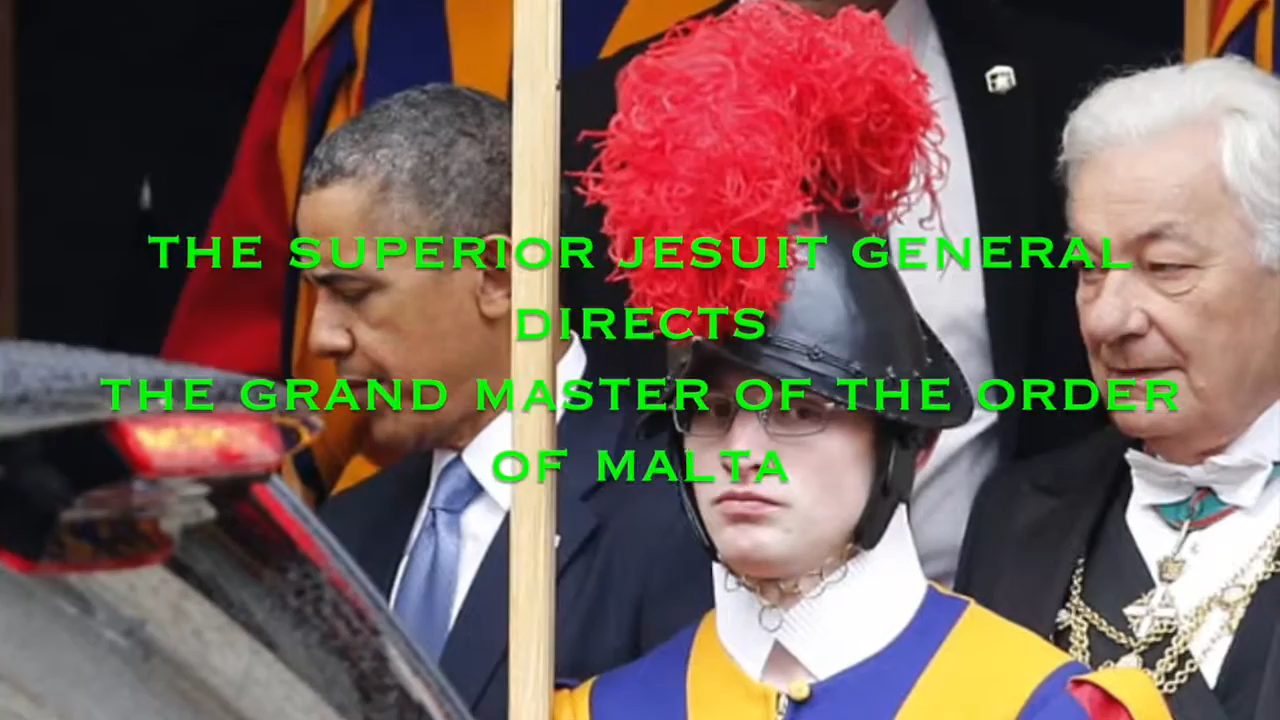 THE SUPERIOR JESUIT GENERAL
DIRECTS
THE GRAND MASTER OF THE ORDER
OF MALTA